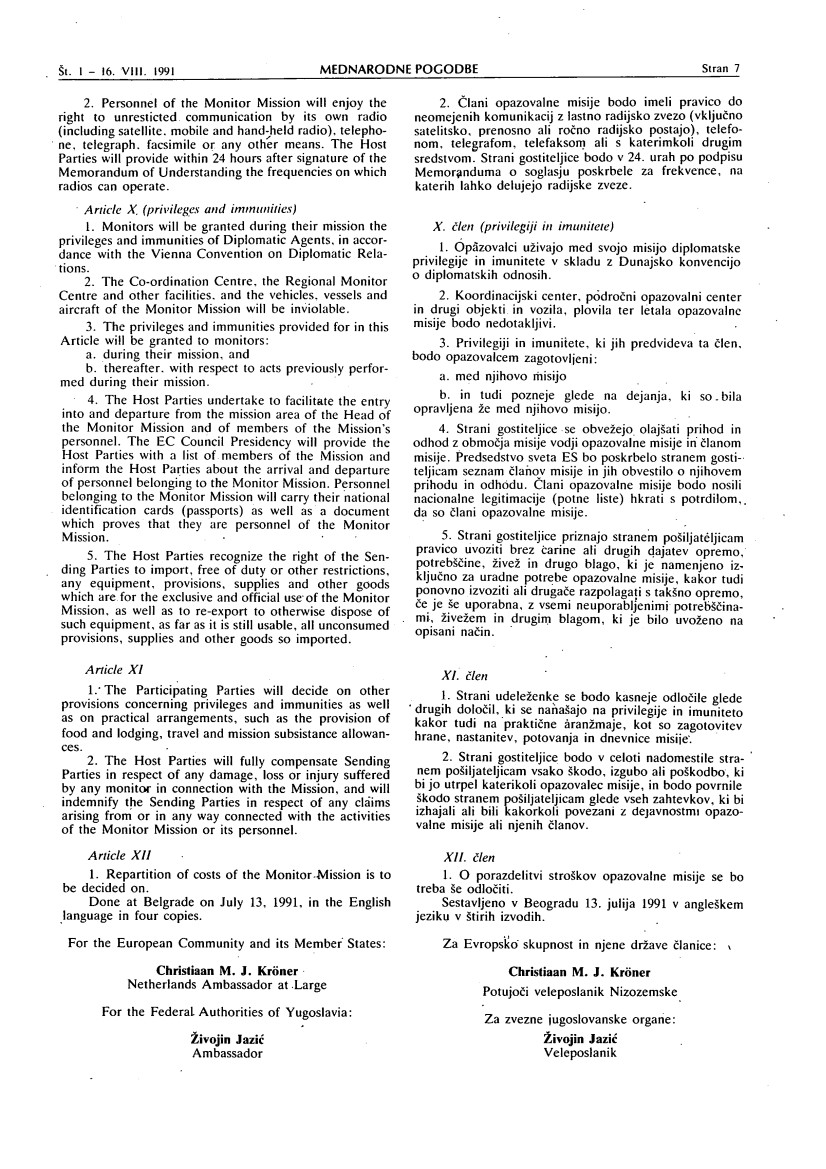 Št. 1 – 16. VIII. 1991 MEDNARODNE POGODBE Stran 7
2. Personnel of the Monitor Mission will enjoy the
right to unresticted communication by its own radio
(including satellite, mobile and hand-held radio), telepho-
ne, telegraph, facsimile or any other means. The Host
Parties will provide within 24 hours after signature of the
Memorandum of Understanding the frequencies on which
radios can operate.
Article X. (privileges and immunities)
1. Monitors will be granted during their mission the
privileges and immunities of Diplomatic Agents, in accor-
dance with the Vienna Convention on Diplomatic Rela-
tions.
2. The Co-ordination Centre, the Regional Monitor
Centre and other facilities, and the vehicles, vessels and
aircraft of the Monitor Mission will be inviolable.
3. The privileges and immunities provided for in this
Article will be granted to monitors:
a. during their mission, and
b. thereafter, with respect to acts previously perfor-
med during their mission.
4. The Host Parties undertake to facilitate the entry
into and departure from the mission area of the Head of
the Monitor Mission and of members of the Mission's
personnel. The EC Council Presidency will provide the
Host Parties with a list of members of the Mission and
inform the Host Parties about the arrival and departure
of personnel belonging to the Monitor Mission. Personnel
belonging to the Monitor Mission will carry their national
identification cards (passports) as well as a document
which proves that they are personnel of the Monitor
Mission.
5. The Host Parties recognize the right of the Sen-
ding Parties to import, free of duty or other restrictions,
any equipment, provisions, supplies and other goods
which are for the exclusive and official use of the Monitor
Mission, as well as to re-export to otherwise dispose of
such equipment, as far as it is still usable, all unconsumed
provisions, supplies and other goods so imported.
Article XI
1. The Participating Parties will decide on other
provisions concerning privileges and immunities as well
as on practical arrangements, such as the provision of
food and lodging, travel and mission subsistance allowan-
ces.
2. The Host Parties will fully compensate Sending
Parties in respect of any damage, loss or injury suffered
by any monitor in connection with the Mission, and will
indemnify the Sending Parties in respect of any claims
arising from or in any way connected with the activities
of the Monitor Mission or its personnel.
Article XII
1. Repartition of costs of the Monitor Mission is to
be decided on.
Done at Belgrade on July 13, 1991, in the English
language in four copies.
For the European Community and its Member States:
Christiaan M. J. Kröner
Netherlands Ambassador at Large
For the Federal Authorities of Yugoslavia:
Živojin Jazić
Ambassador
2. Člani opazovalne misije bodo imeli pravico do
neomejenih komunikacij z lastno radijsko zvezo (vključno
satelitsko, prenosno ali ročno radijsko postajo), telefo-
nom, telegrafom, telefaksom ali s katerimkoli drugim
sredstvom. Strani gostiteljice bodo v 24. urah po podpisu
Memoranduma o soglasju poskrbele za frekvence, na
katerih lahko delujejo radijske zveze.
X. člen (privilegiji in imunitete)
1. Opazovalci uživajo med svojo misijo diplomatske
privilegije in imunitete v skladu z Dunajsko konvencijo
o diplomatskih odnosih.
2. Koordinacijski center, področni opazovalni center
in drugi objekti in vozila, plovila ter letala opazovalne
misije bodo nedotakljivi.
3. Privilegiji in imunitete, ki jih predvideva ta člen,
bodo opazovalcem zagotovljeni:
a. med njihovo misijo
b. in tudi pozneje glede na dejanja, ki so bila
opravljena že med njihovo misijo.
4. Strani gostiteljice se obvežejo olajšati prihod in
odhod z območja misije vodji opazovalne misije in članom
misije. Predsedstvo sveta ES bo poskrbelo stranem gosti-
teljicam seznam članov misije in jih obvestilo o njihovem
prihodu in odhodu. Člani opazovalne misije bodo nosili
nacionalne legitimacije (potne liste) hkrati s potrdilom,
da so člani opazovalne misije.
5. Strani gostiteljice priznajo stranem pošiljateljicam
pravico uvoziti brez carine ali drugih dajatev opremo,
potrebščine, živež in drugo blago, ki je namenjeno iz-
ključno za uradne potrebe opazovalne misije, kakor tudi
ponovno izvoziti ali drugače razpolagati s takšno opremo,
če je še uporabna, z vsemi neuporabljenimi potrebščina-
mi, živežem in drugim blagom, ki je bilo uvoženo na
opisani način.
XI. člen
1. Strani udeleženke se bodo kasneje odločile glede
drugih določil, ki se nanašajo na privilegije in imuniteto
kakor tudi na praktične aranžmaje, kot so zagotovitev
hrane, nastanitev, potovanja in dnevnice misije.
2. Strani gostiteljice bodo v celoti nadomestile stra-
nem pošiljateljicam vsako škodo, izgubo ali poškodbo, ki
bi jo utrpel katerikoli opazovalec misije, in bodo povrnile
škodo stranem pošiljateljicam glede vseh zahtevkov, ki bi
izhajali ali bili kakorkoli povezani z dejavnostmi opazo-
valne misije ali njenih članov.
XII. člen
1. O porazdelitvi stroškov opazovalne misije se bo
treba še odločiti.
Sestavljeno v Beogradu 13. julija 1991 v angleškem
jeziku v štirih izvodih.
Za Evropsko skupnost in njene države članice:
Christiaan M. J. Kröner
Potujoči veleposlanik Nizozemske
Za zvezne jugoslovanske organe:
Živojin Jazić
Veleposlanik